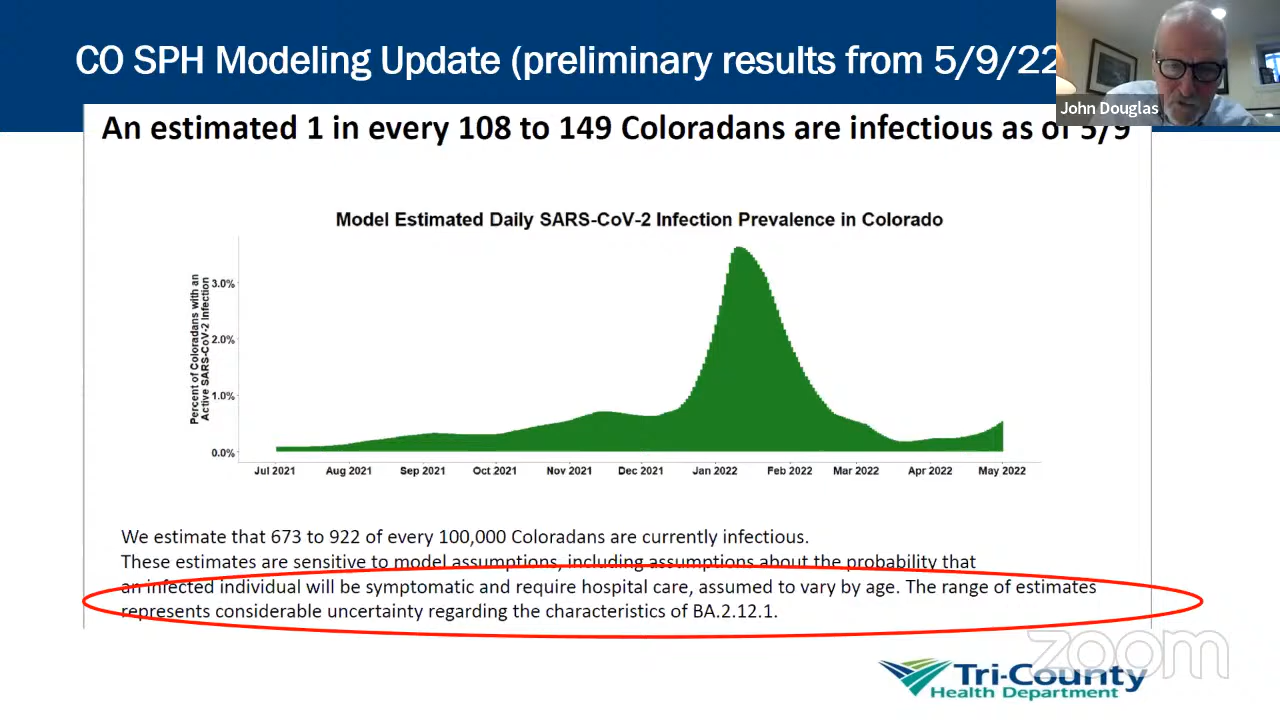 CO SPH Modeling Update (preliminary results from 5/9/22
John Douglas
An estimated 1 in every 108 to 149 Coloradans are infectious as of 5/9
Model Estimated Daily SARS-CoV-2 Infection Prevalence in Colorado
Percent of Coloradans with an
Active SARS-CoV-2 Infection
3.0%
2.0%
1.0%
0.0%
Jul 2021 Aug 2021 Sep 2021 Oct 2021 Nov 2021 Dec 2021 Jan 2022 Feb 2022 Mar 2022 Apr 2022 May 2022
We estimate that 673 to 922 of every 100,000 Coloradans are currently infectious.
These estimates are sensitive to model assumptions, including assumptions about the probability that
an infected individual will be symptomatic and require hospital care, assumed to vary by age. The range of estimates
represents considerable uncertainty regarding the characteristics of BA.2.12.1.
zoom
Tri-County
Health Department